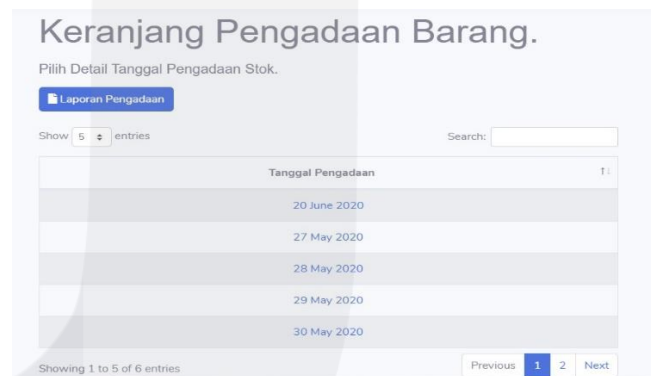 Keranjang Pengadaan Barang.
Pilih Detail Tanggal Pengadaan Stok.
Laporan Pengadaan
Show 5 entries Search:
Tanggal Pengadaan
20 June 2020
27 May 2020
28 May 2020
29 May 2020
30 May 2020
Showing 1 to 5 of 6 entries Previous 1 2 Next